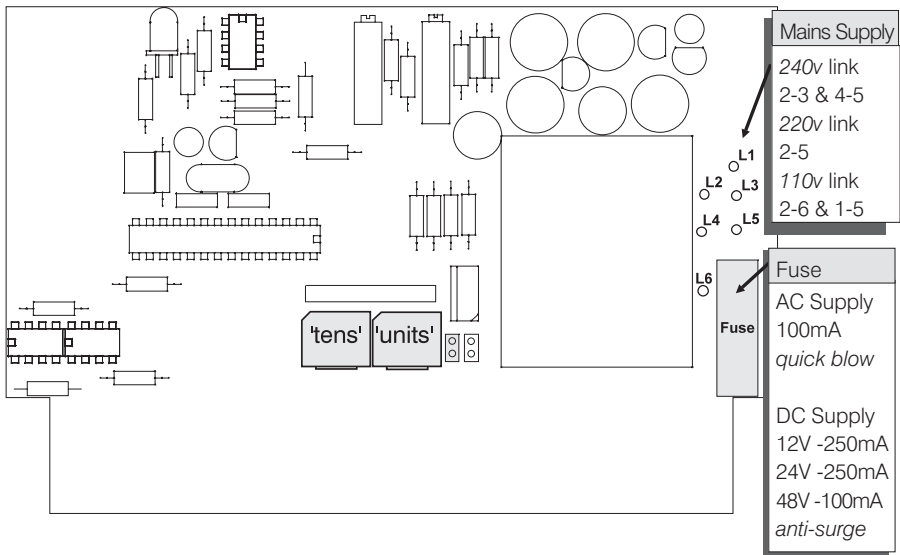 Mains Supply
240v link
2-3 & 4-5
220v link
2-5
110v link
2-6 & 1-5
L1
L2
L3
L4
L5
L6
Fuse
Fuse
AC Supply
100mA
quick blow
DC Supply
12V -250mA
24V -250mA
48V -100mA
anti-surge
'tens'
'units'